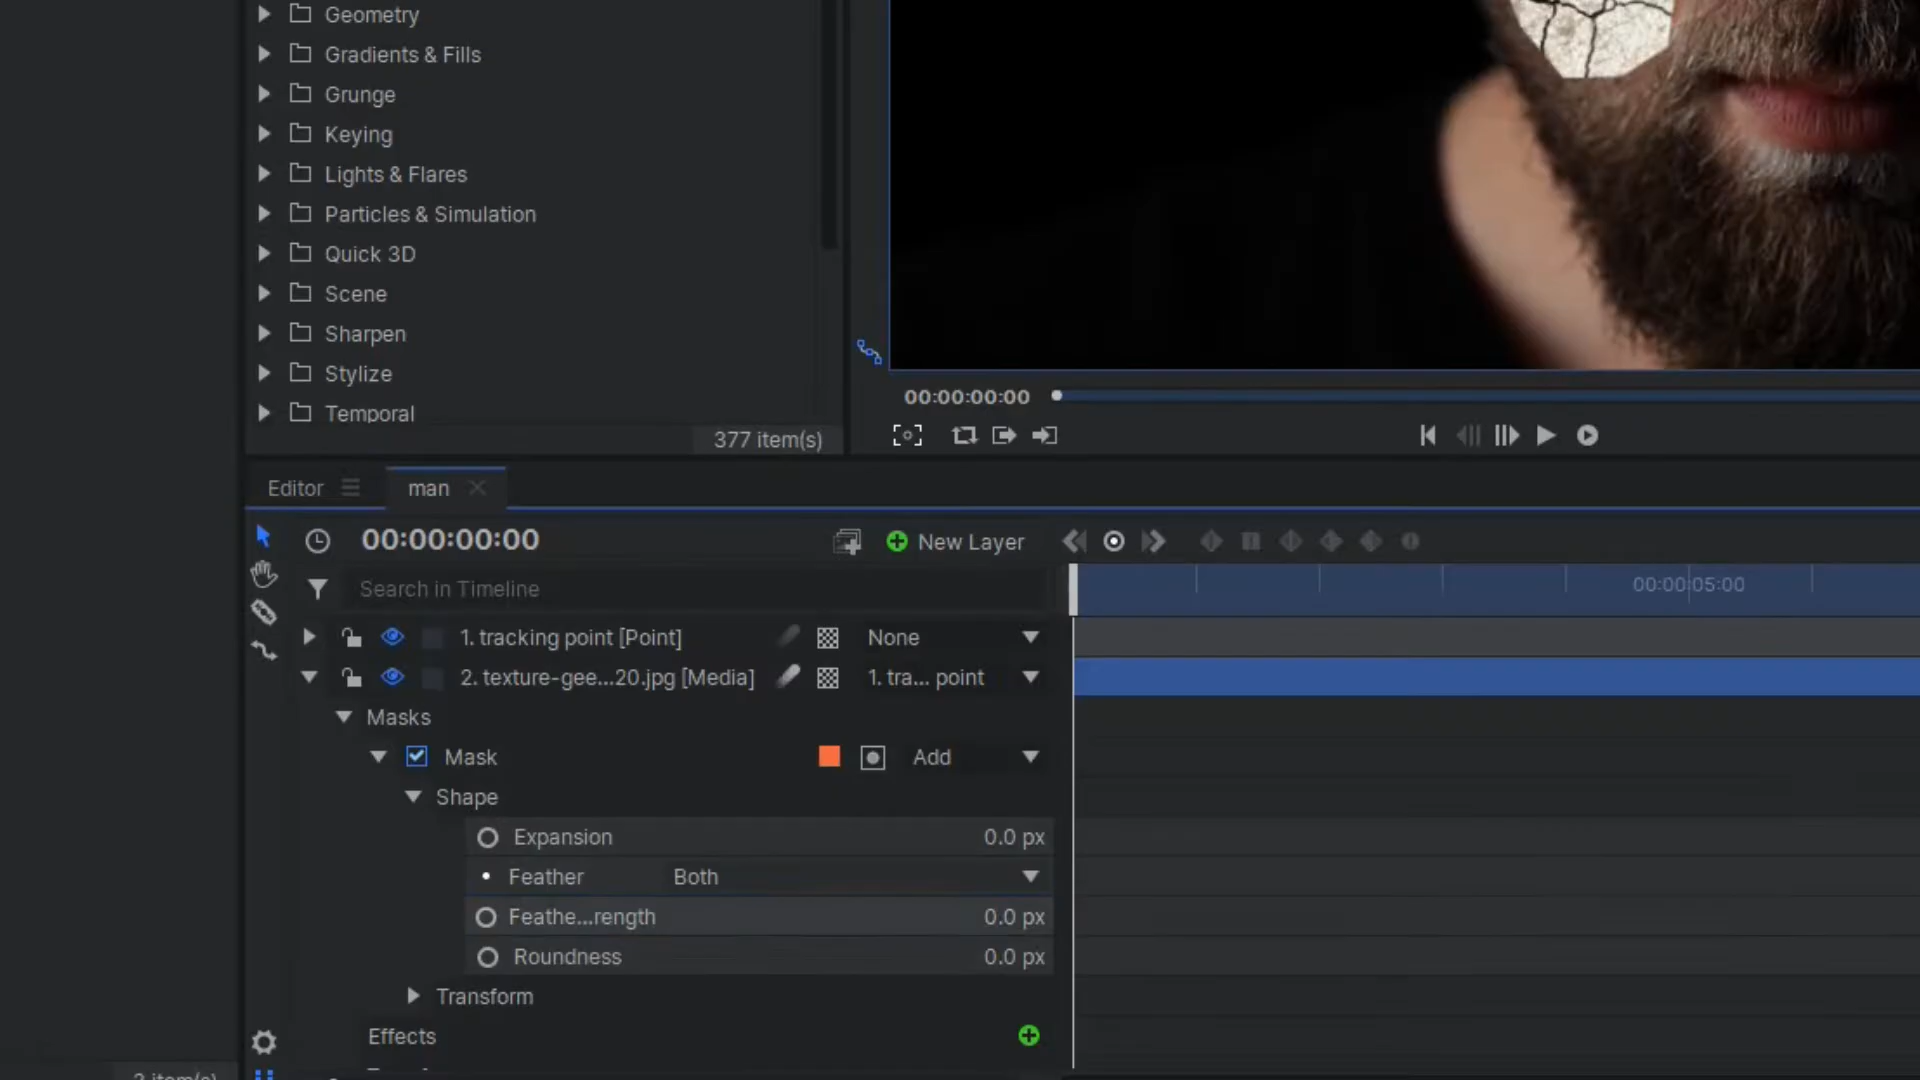 Geometry
Gradients & Fills
Grunge
Keying
Lights & Flares
Particles & Simulation
Quick 3D
Scene
Sharpen
Stylize
Temporal
377 item(s)
00:00:00:00
Editor
man
00:00:00:00
New Layer
Search in Timeline
00:00:05:00
1. tracking point [Point] None
2. texture-gee...20.jpg [Media] 1. tra... point
Masks
Mask Add
Shape
Expansion 0.0 px
Feather Both
Feathe...rength 0.0 px
Roundness 0.0 px
Transform
Effects